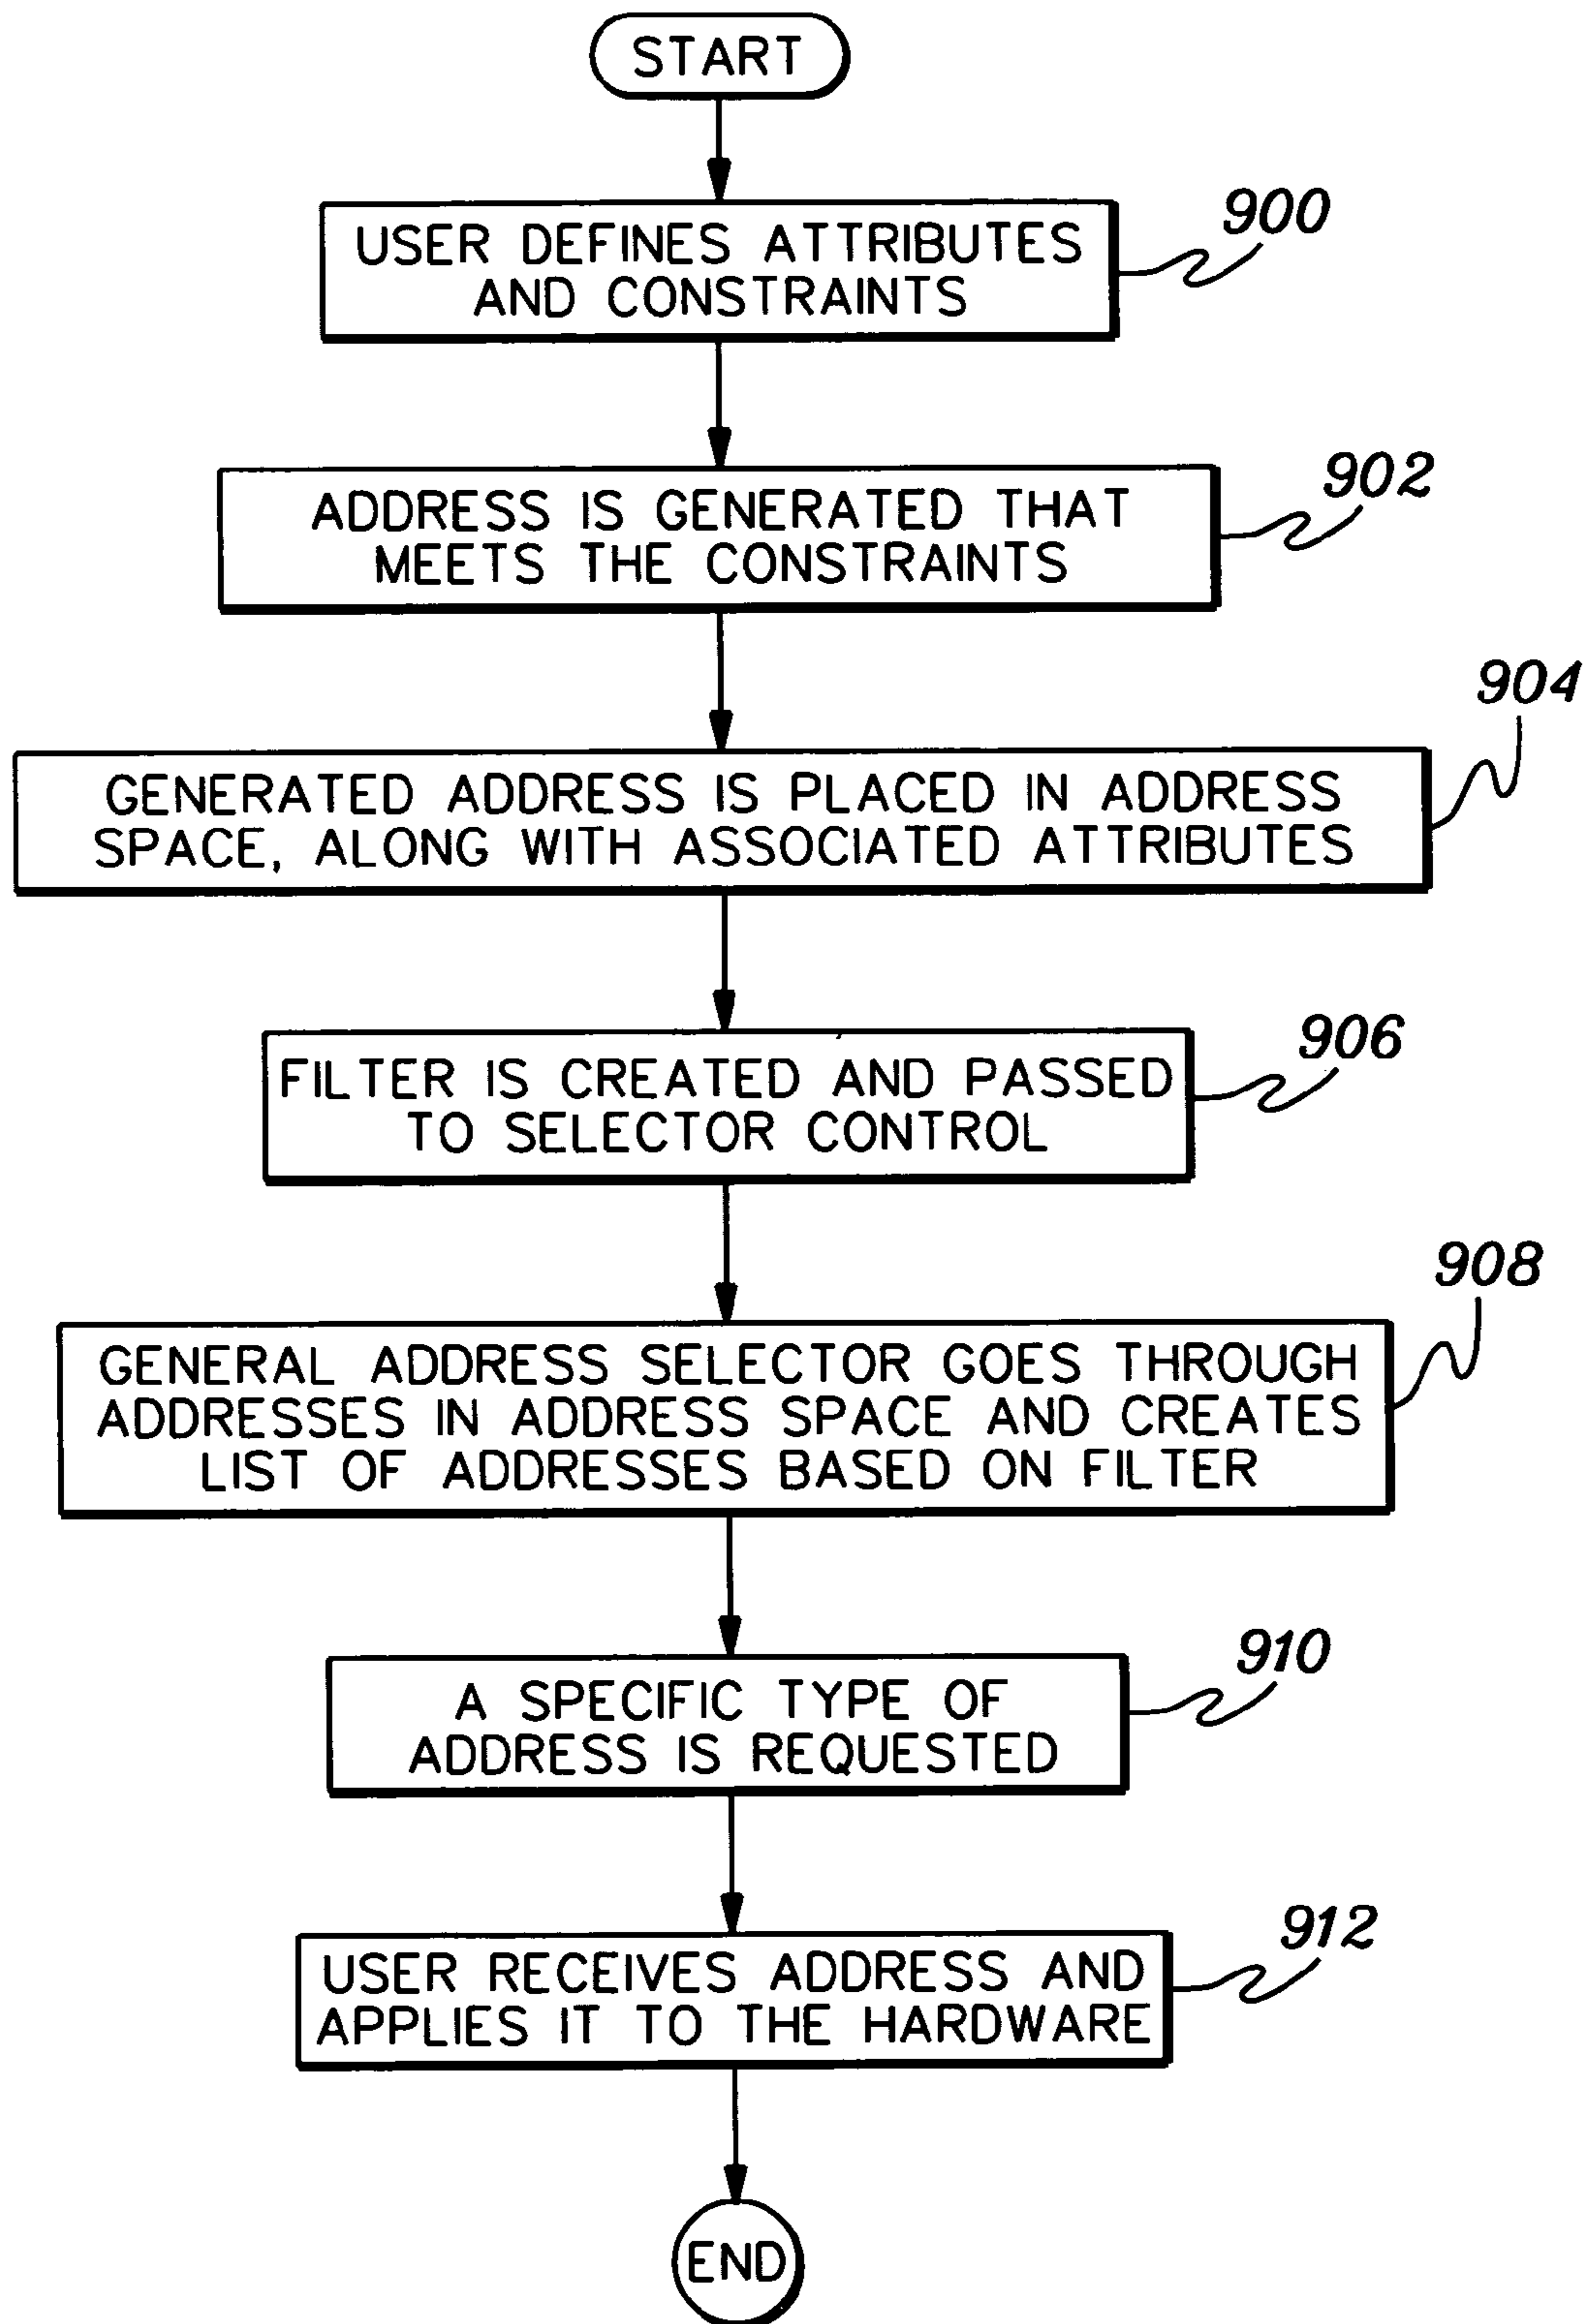 START
USER DEFINES ATTRIBUTES
AND CONSTRAINTS
900
ADDRESS IS GENERATED THAT
MEETS THE CONSTRAINTS
902
GENERATED ADDRESS IS PLACED IN ADDRESS
SPACE, ALONG WITH ASSOCIATED ATTRIBUTES
904
FILTER IS CREATED AND PASSED
TO SELECTOR CONTROL
906
GENERAL ADDRESS SELECTOR GOES THROUGH
ADDRESSES IN ADDRESS SPACE AND CREATES
LIST OF ADDRESSES BASED ON FILTER
908
A SPECIFIC TYPE OF
ADDRESS IS REQUESTED
910
USER RECEIVES ADDRESS AND
APPLIES IT TO THE HARDWARE
912
END